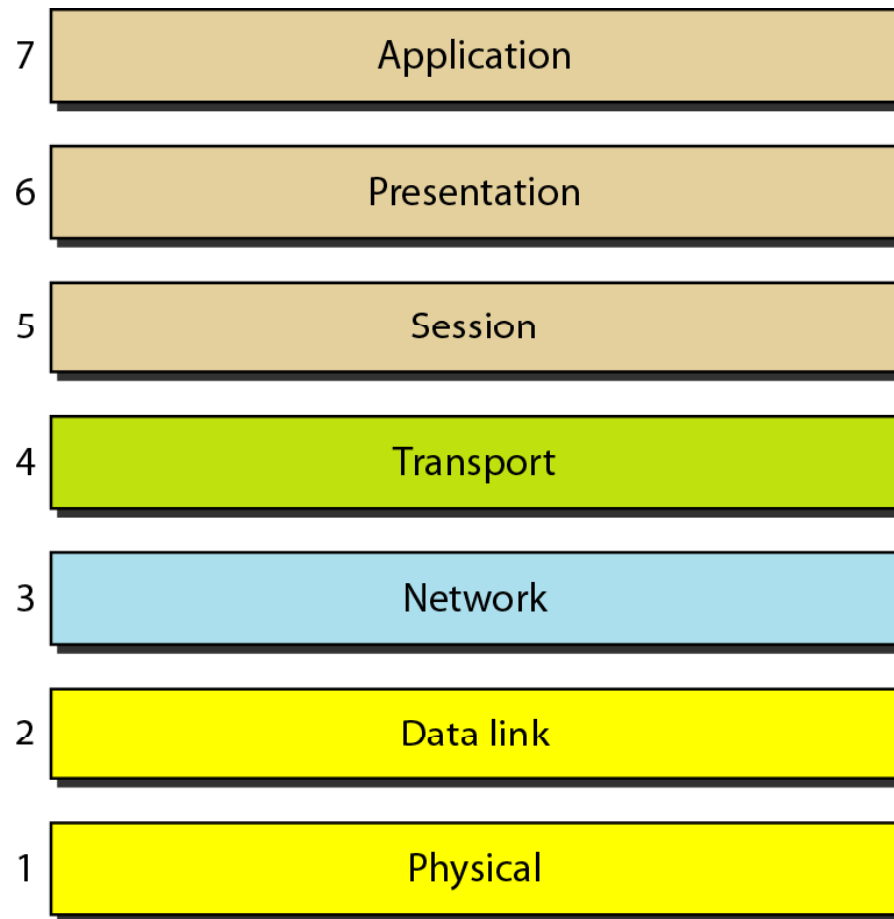 7 Application
6 Presentation
5 Session
4 Transport
3 Network
2 Data link
1 Physical